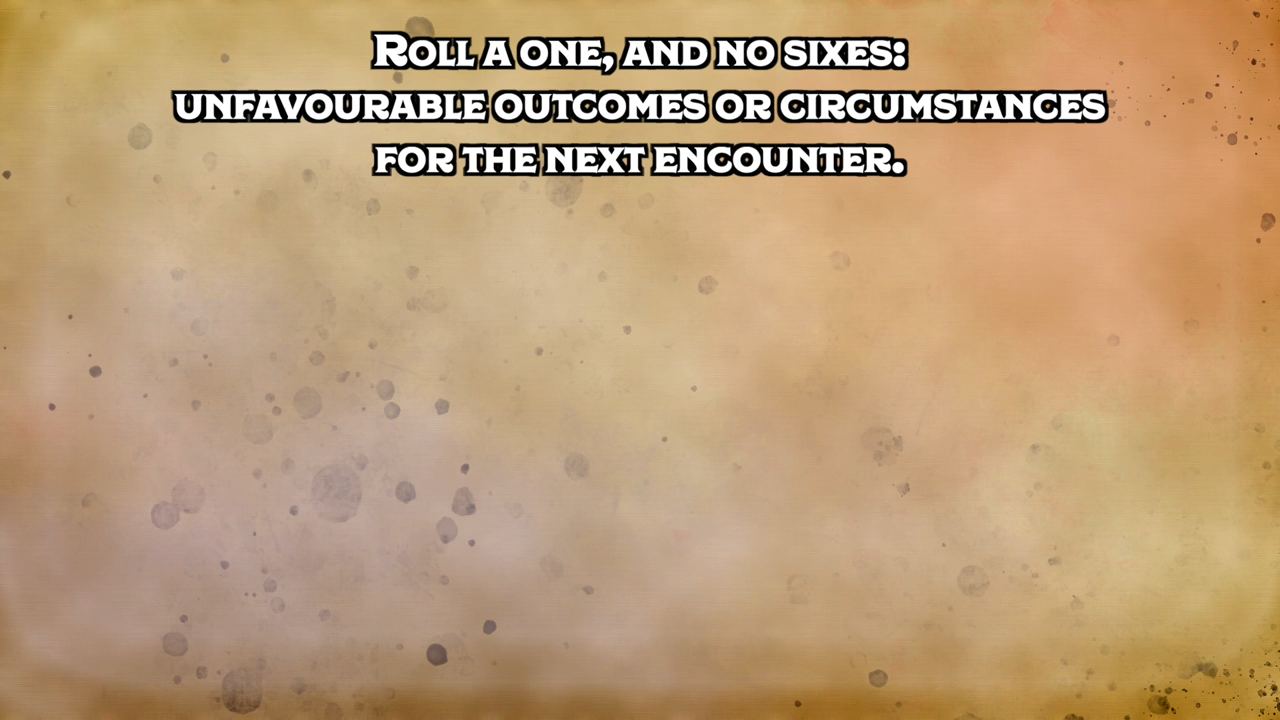 Roll a one, and no sixes:
unfavourable outcomes or circumstances
for the next encounter.